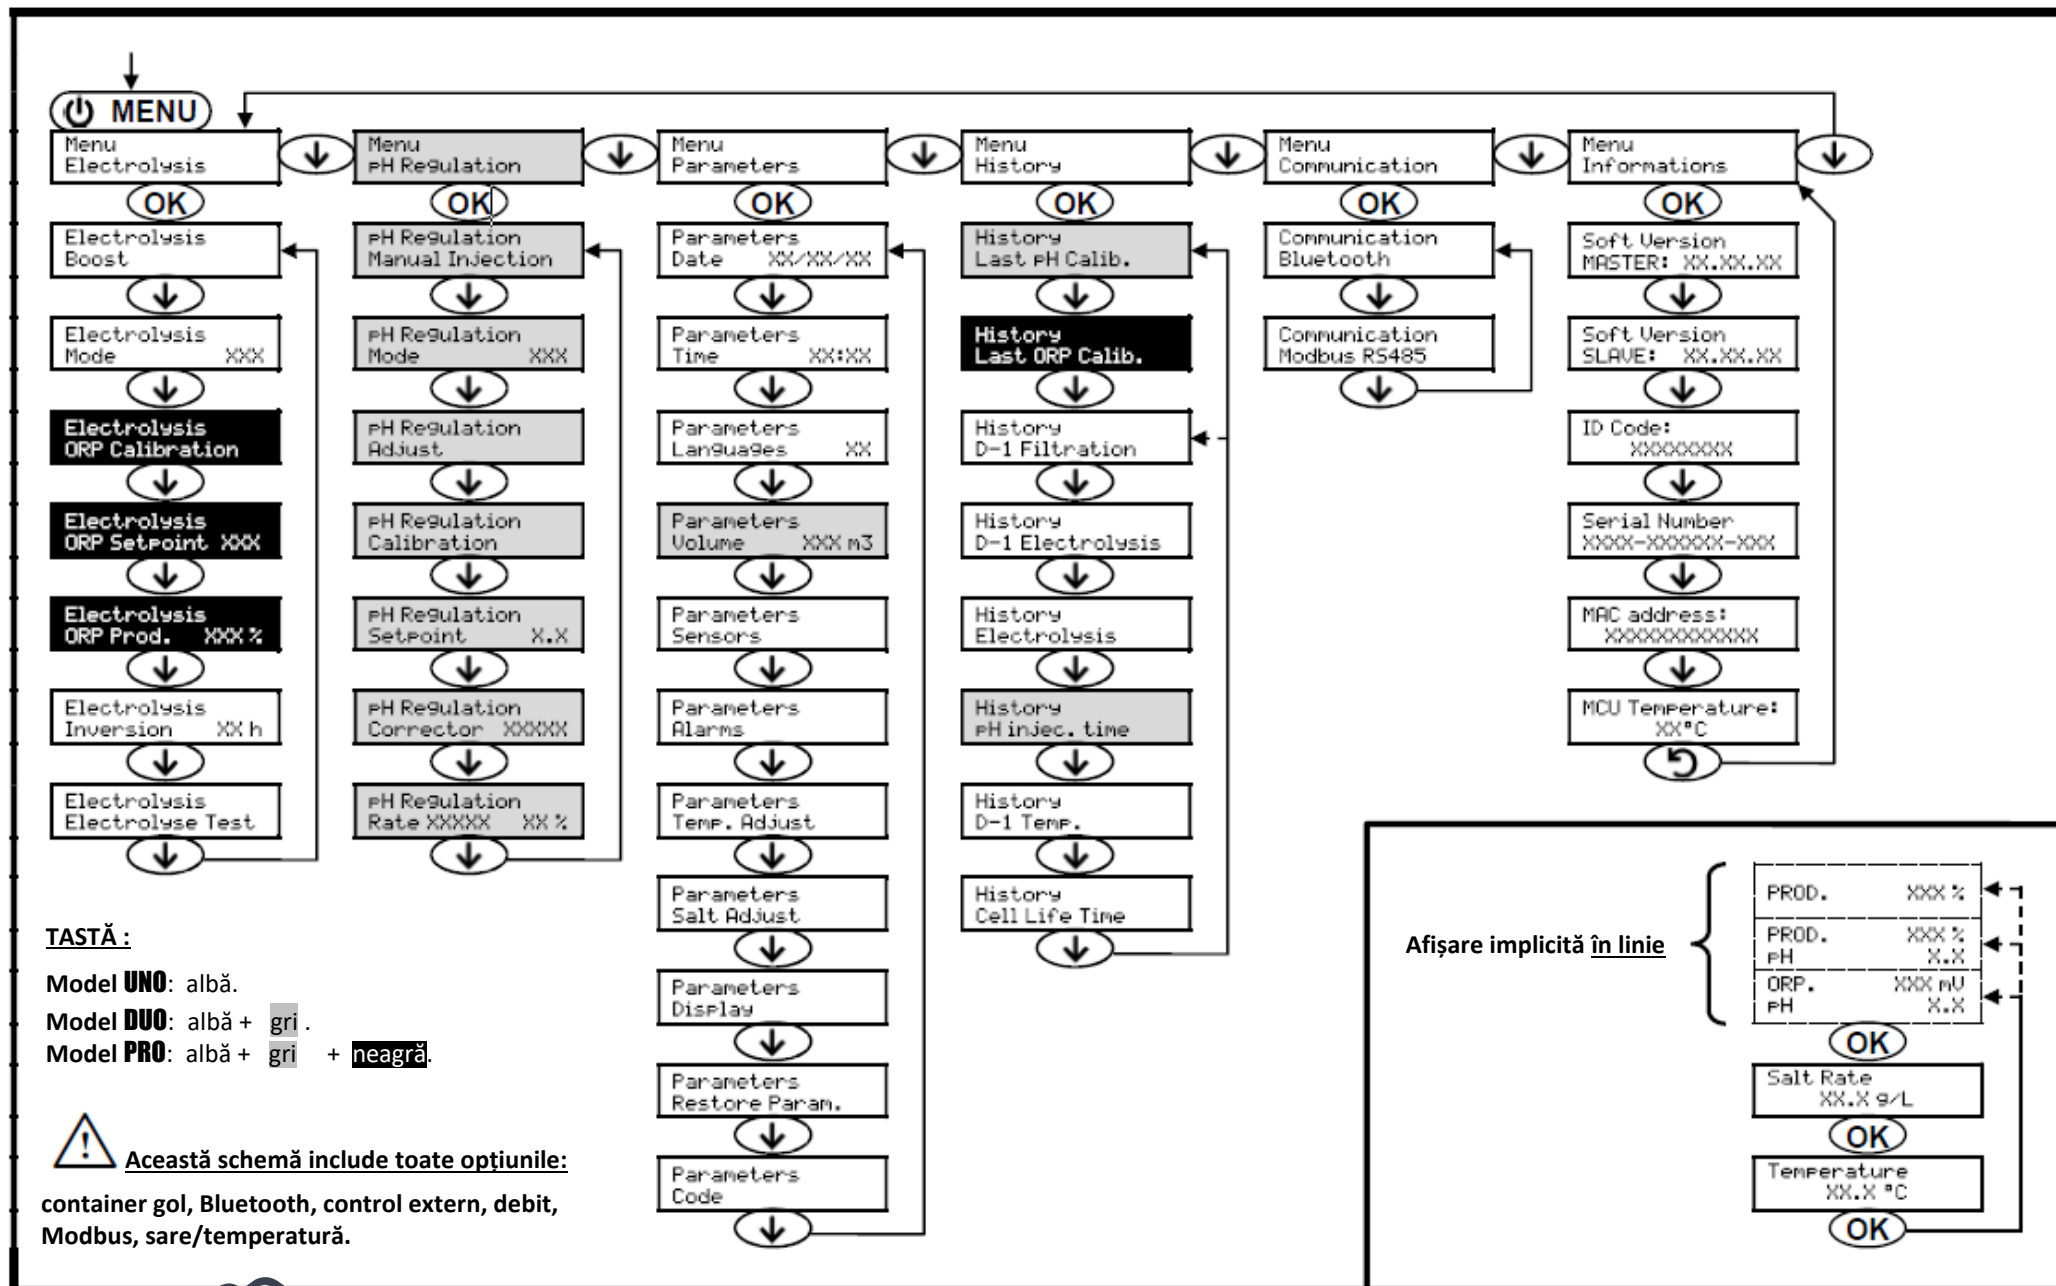 MENU
Menu
Electrolysis
OK
Electrolysis
Boost
Electrolysis
Mode XXX
Electrolysis
ORP Calibration
Electrolysis
ORP Setpoint XXX
Electrolysis
ORP Prod. XXX %
Electrolysis
Inversion XX h
Electrolysis
Electrolyse Test
Menu
pH Regulation
OK
pH Regulation
Manual Injection
pH Regulation
Mode XXX
pH Regulation
Adjust
pH Regulation
Calibration
pH Regulation
Setpoint X.X
pH Regulation
Corrector XXXXX
pH Regulation
Rate XXXXX XX %
Menu
Parameters
OK
Parameters
Date XX/XX/XX
Parameters
Time XX:XX
Parameters
Languages XX
Parameters
Volume XXX m3
Parameters
Sensors
Parameters
Alarms
Parameters
Temp. Adjust
Parameters
Salt Adjust
Parameters
Display
Parameters
Restore Param.
Parameters
Code
Menu
History
OK
History
Last pH Calib.
History
Last ORP Calib.
History
D-1 Filtration
History
D-1 Electrolysis
History
Electrolysis
History
pH injec. time
History
D-1 Temp.
History
Cell Life Time
Menu
Communication
OK
Communication
Bluetooth
Communication
Modbus RS485
Menu
Informations
OK
Soft Version
MASTER: XX.XX.XX
Soft Version
SLAVE: XX.XX.XX
ID Code:
XXXXXXXX
Serial Number
XXXX-XXXXXX-XXX
MAC address:
XXXXXXXXXXXX
MCU Temperature:
XX°C
TASTĂ :
Model UNO: albă.
Model DUO: albă + gri .
Model PRO: albă + gri + neagră.
!
Această schemă include toate opțiunile:
container gol, Bluetooth, control extern, debit,
Modbus, sare/temperatură.
Afișare implicită în linie
PROD. XXX %
PROD. XXX %
pH X.X
ORP. XXX mV
pH X.X
OK
Salt Rate
XX.X g/L
OK
Temperature
XX.X °C
OK